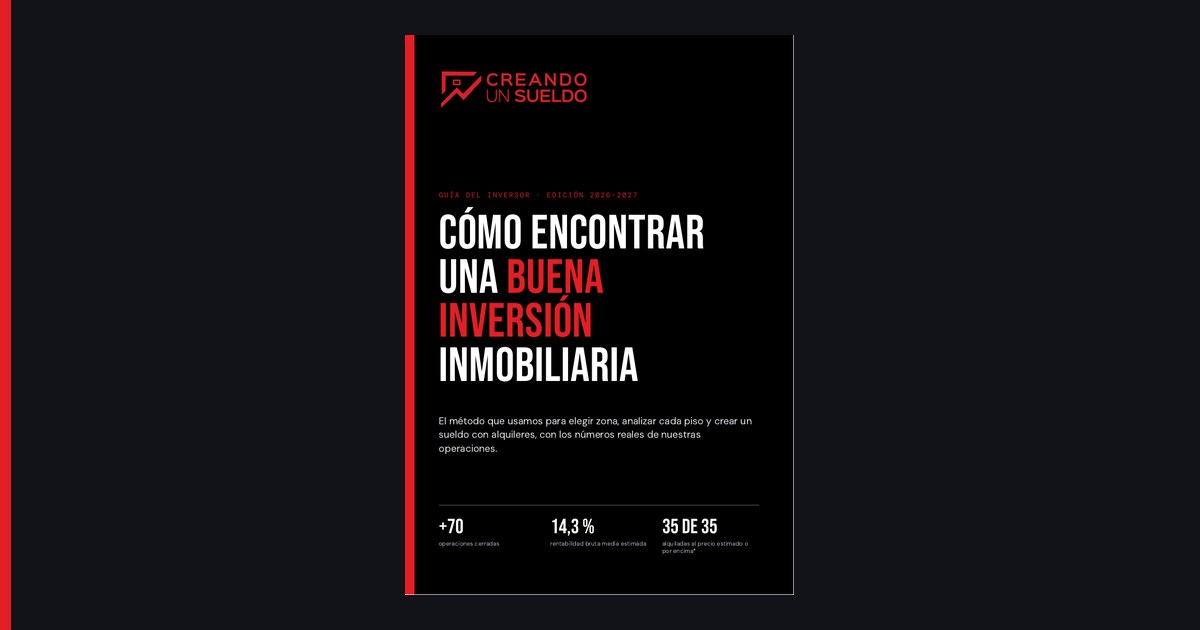 CREANDO
UN SUELDO
GUÍA DEL INVERSOR · EDICIÓN 2026-2027
CÓMO ENCONTRAR
UNA BUENA
INVERSIÓN
INMOBILIARIA
El método que usamos para elegir zona, analizar cada piso y crear un
sueldo con alquileres, con los números reales de nuestras
operaciones.
+70
operaciones cerradas
14,3 %
rentabilidad bruta media estimada
35 DE 35
alquiladas al precio estimado o
por encima*